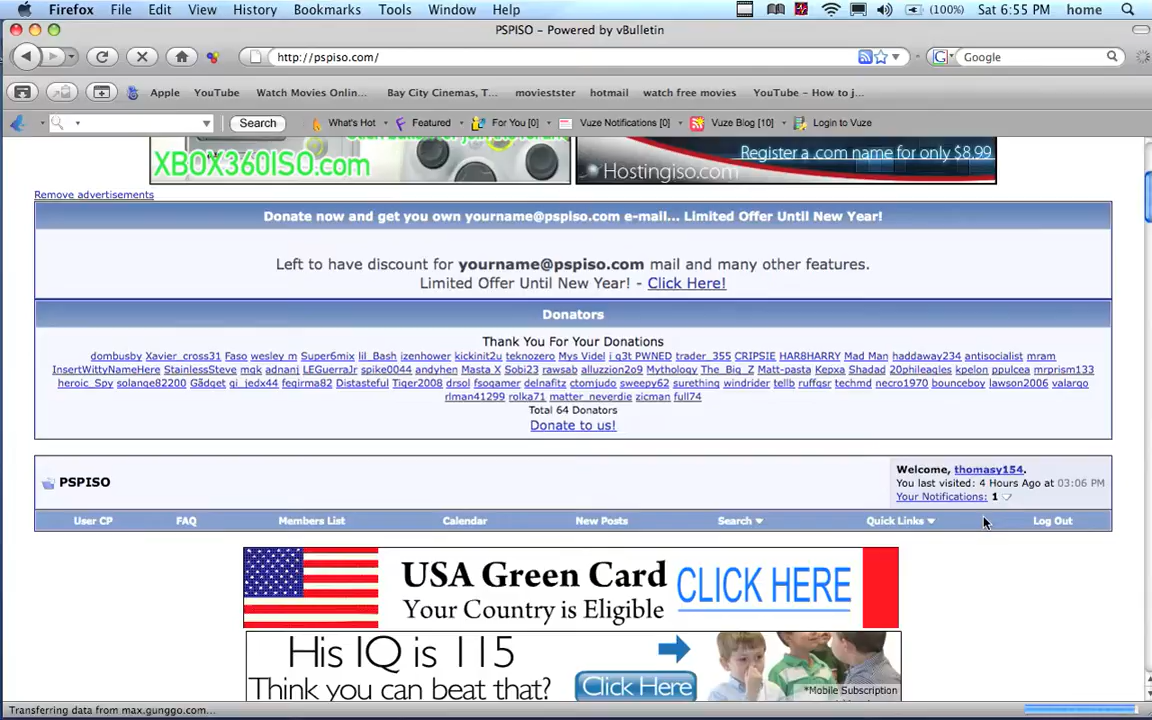 Firefox File Edit View History Bookmarks Tools Window Help (100%) Sat 6:55 PM home
PSPISO - Powered by vBulletin
http://pspiso.com/ Google
Apple YouTube Watch Movies Onlin... Bay City Cinemas, T... moviestster hotmail watch free movies YouTube - How to j...
Search What's Hot Featured For You [0] Vuze Notifications [0] Vuze Blog [10] Login to Vuze
XBOX360ISO.com
Register a .com name for only $8.99
Hostingiso.com
Remove advertisements
Donate now and get you own yourname@pspiso.com e-mail... Limited Offer Until New Year!
Left to have discount for yourname@pspiso.com mail and many other features.
Limited Offer Until New Year! - Click Here!
Donators
Thank You For Your Donations
dombusby Xavier_cross31 Faso wesley m Super6mix lil_Bash izenhower kickinit2u teknozero Mys Videl i q3t PWNED trader_355 CRIPSIE HAR8HARRY Mad Man haddaway234 antisocialist mram
InsertWittyNameHere StainlessSteve mqk adnanj LEGuerraJr spike0044 andyhen Masta X Sobi23 rawsab alluzzion2o9 Mythology The_Big_Z Matt-pasta Kepxa Shadad 20phileagles kpelon ppulcea mrprism133
heroic_Spy solange82200 Gãdget gi_jedx44 feqirma82 Distasteful Tiger2008 drsol fsogamer delnafitz ctomjudo sweepy62 surething windrider tellb ruffgsr techmd necro1970 bounceboy lawson2006 valargo
rlman41299 rolka71 matter_neverdie zicman full74
Total 64 Donators
Donate to us!
PSPISO
Welcome, thomasy154.
You last visited: 4 Hours Ago at 03:06 PM
Your Notifications: 1
User CP FAQ Members List Calendar New Posts Search Quick Links Log Out
USA Green Card CLICK HERE
Your Country is Eligible
His IQ is 115
Think you can beat that? Click Here
*Mobile Subscription
Transferring data from max.gunggo.com...